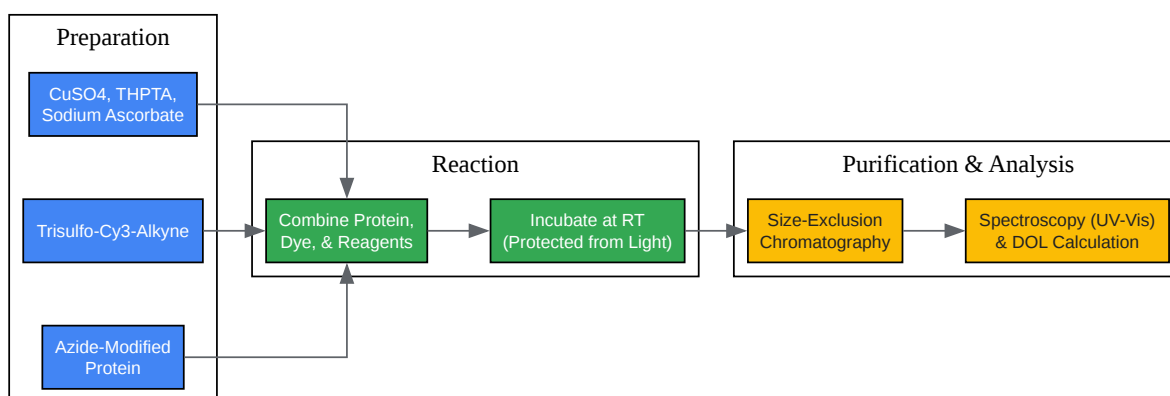 Preparation
CuSO4, THPTA,
Sodium Ascorbate
Trisulfo-Cy3-Alkyne
Azide-Modified
Protein
Reaction
Combine Protein,
Dye, & Reagents
Incubate at RT
(Protected from Light)
Purification & Analysis
Size-Exclusion
Chromatography
Spectroscopy (UV-Vis)
& DOL Calculation